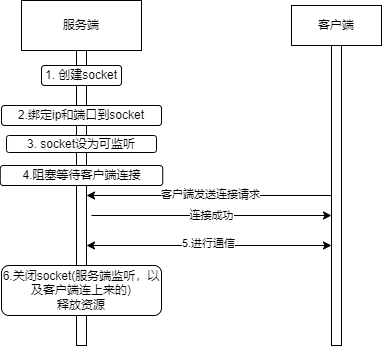 服务端
客户端
1. 创建socket
2.绑定ip和端口到socket
3. socket设为可监听
4.阻塞等待客户端连接
客户端发送连接请求
连接成功
5.进行通信
6.关闭socket(服务端监听，以
及客户端连上来的)
释放资源